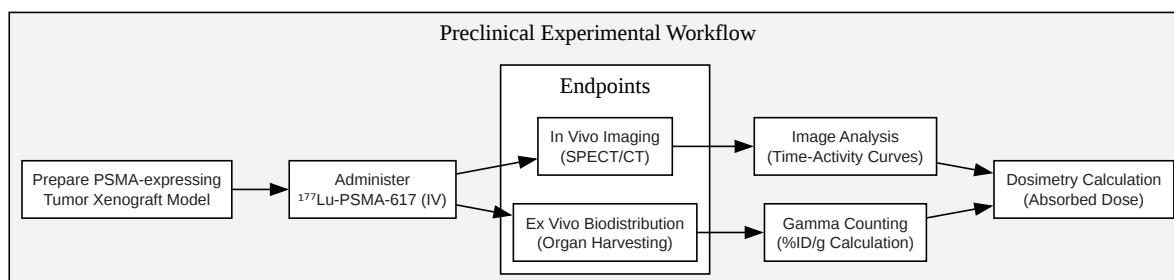 Preclinical Experimental Workflow
Endpoints
Prepare PSMA-expressing
Tumor Xenograft Model
Administer
¹⁷⁷Lu-PSMA-617 (IV)
In Vivo Imaging
(SPECT/CT)
Ex Vivo Biodistribution
(Organ Harvesting)
Image Analysis
(Time-Activity Curves)
Gamma Counting
(%ID/g Calculation)
Dosimetry Calculation
(Absorbed Dose)